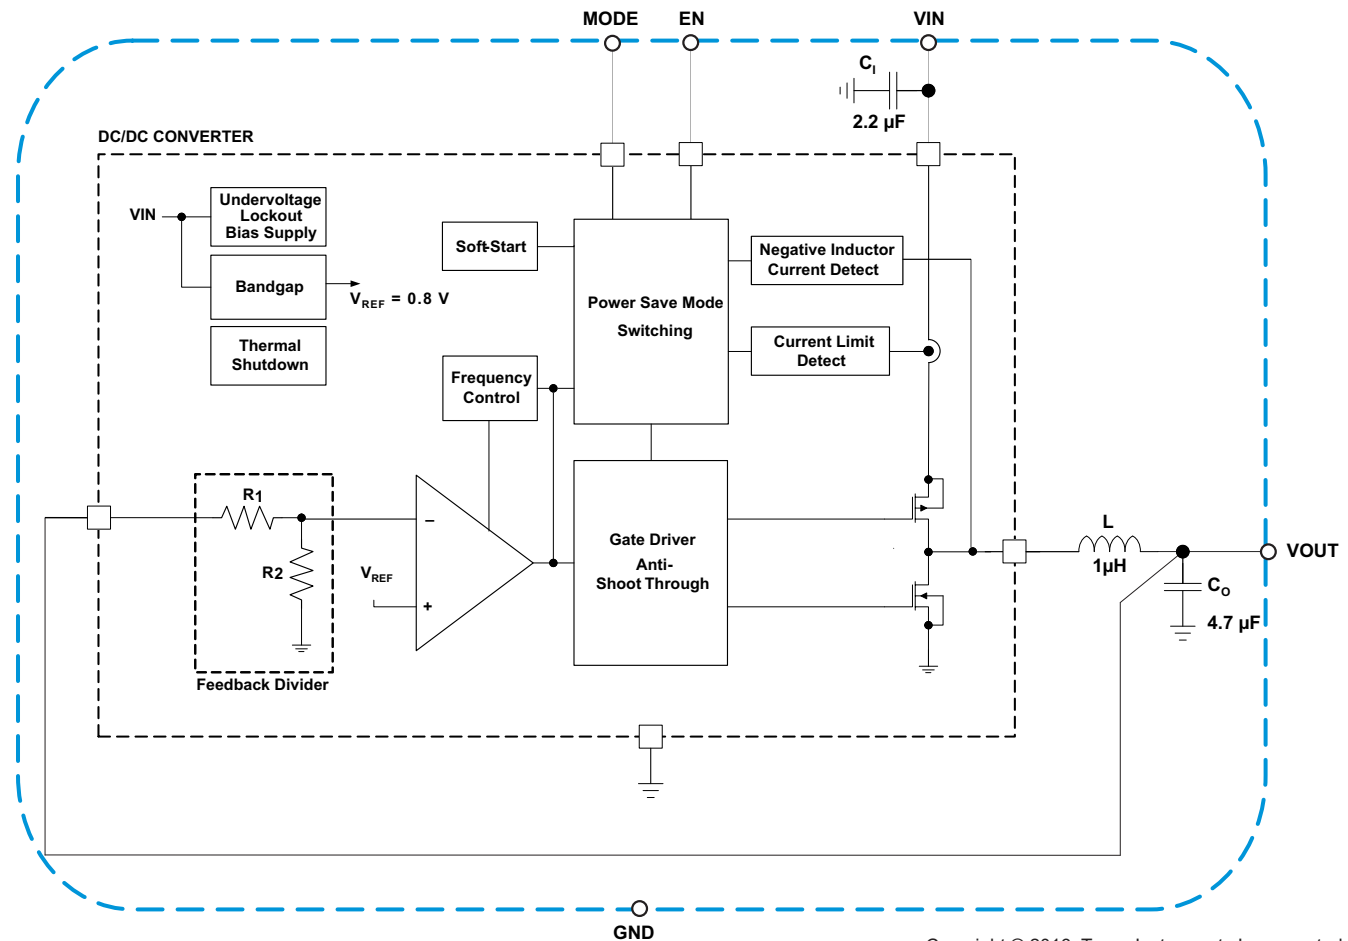 MODE
EN
VIN
CI
2.2 µF
DC/DC CONVERTER
VIN
Undervoltage
Lockout
Bias Supply
Soft-Start
Negative Inductor
Current Detect
Bandgap
VREF = 0.8 V
Power Save Mode
Switching
Thermal
Shutdown
Current Limit
Detect
Frequency
Control
R1
R2
VREF
−
+
Gate Driver
Anti-
Shoot Through
L
1µH
VOUT
CO
4.7 µF
Feedback Divider
GND